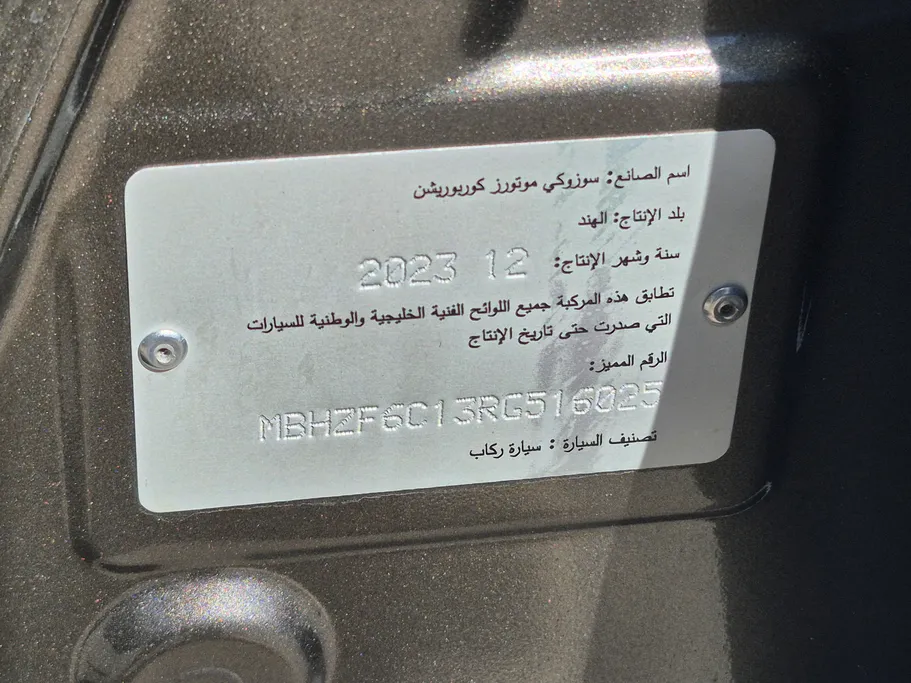 اسم الصانع: سوزوكي موتورز كوربوريشن
بلد الإنتاج: الهند
سنة وشهر الإنتاج: 2023 12
تطابق هذه المركبة جميع اللوائح الفنية الخليجية والوطنية للسيارات
التي صدرت حتى تاريخ الإنتاج
الرقم المميز:
MBHZF6C13RG516025
تصنيف السيارة : سيارة ركاب